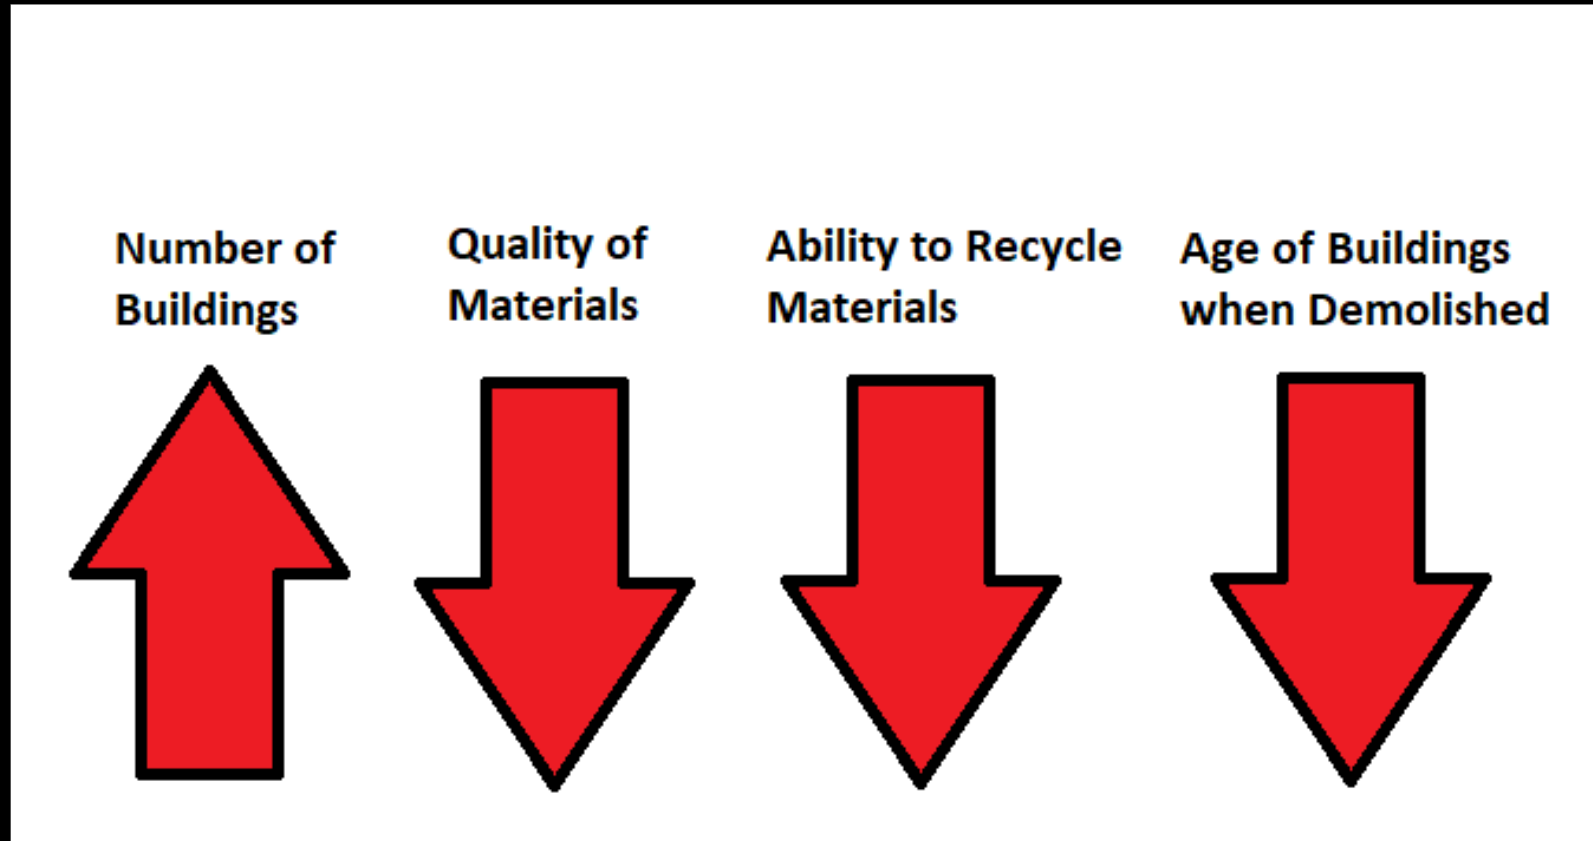 Number of
Buildings
Quality of
Materials
Ability to Recycle
Materials
Age of Buildings
when Demolished